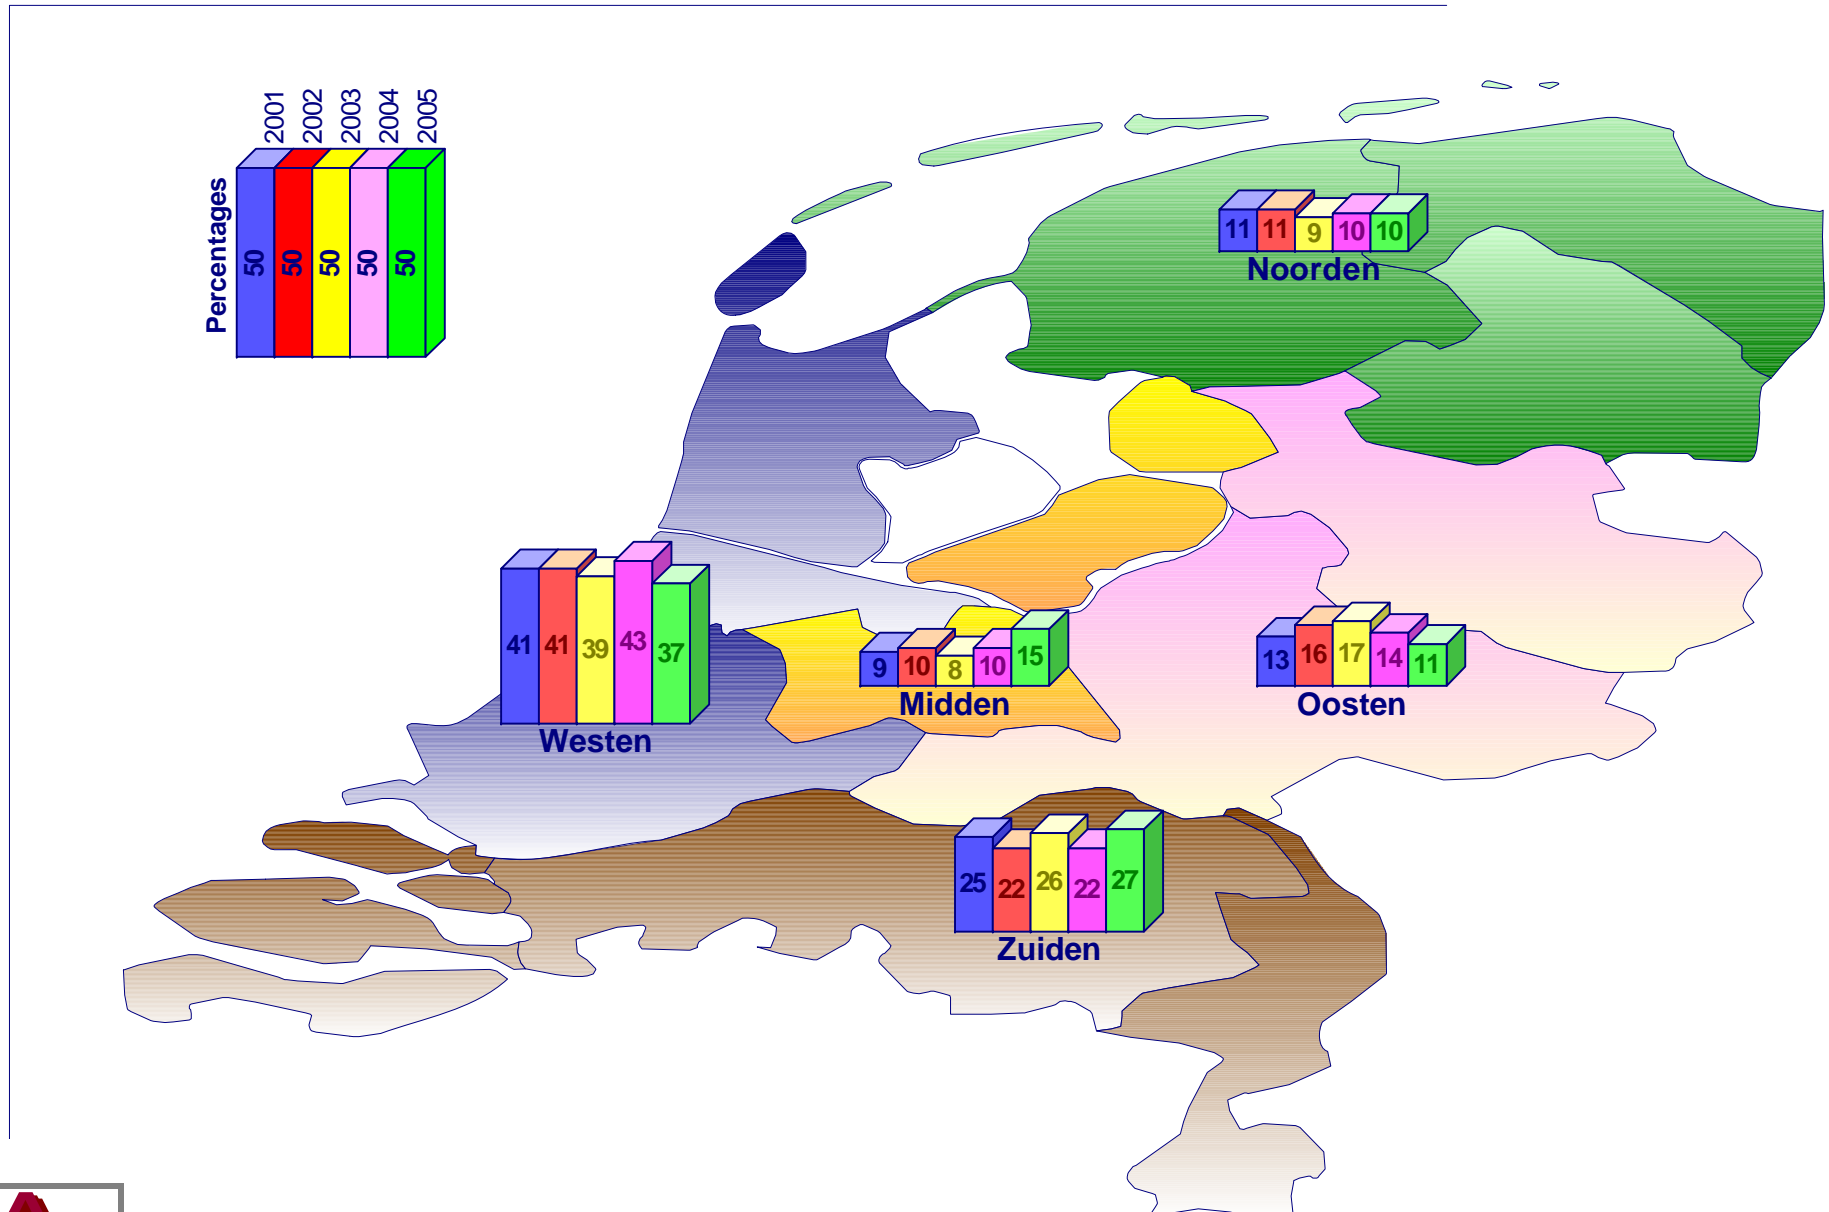 2001 2002 2003 2004 2005
Percentages
50 50 50 50 50
11 11 9 10 10
Noorden
41 41 39 43 37
Westen
9 10 8 10 15
Midden
13 16 17 14 11
Oosten
25 22 26 22 27
Zuiden